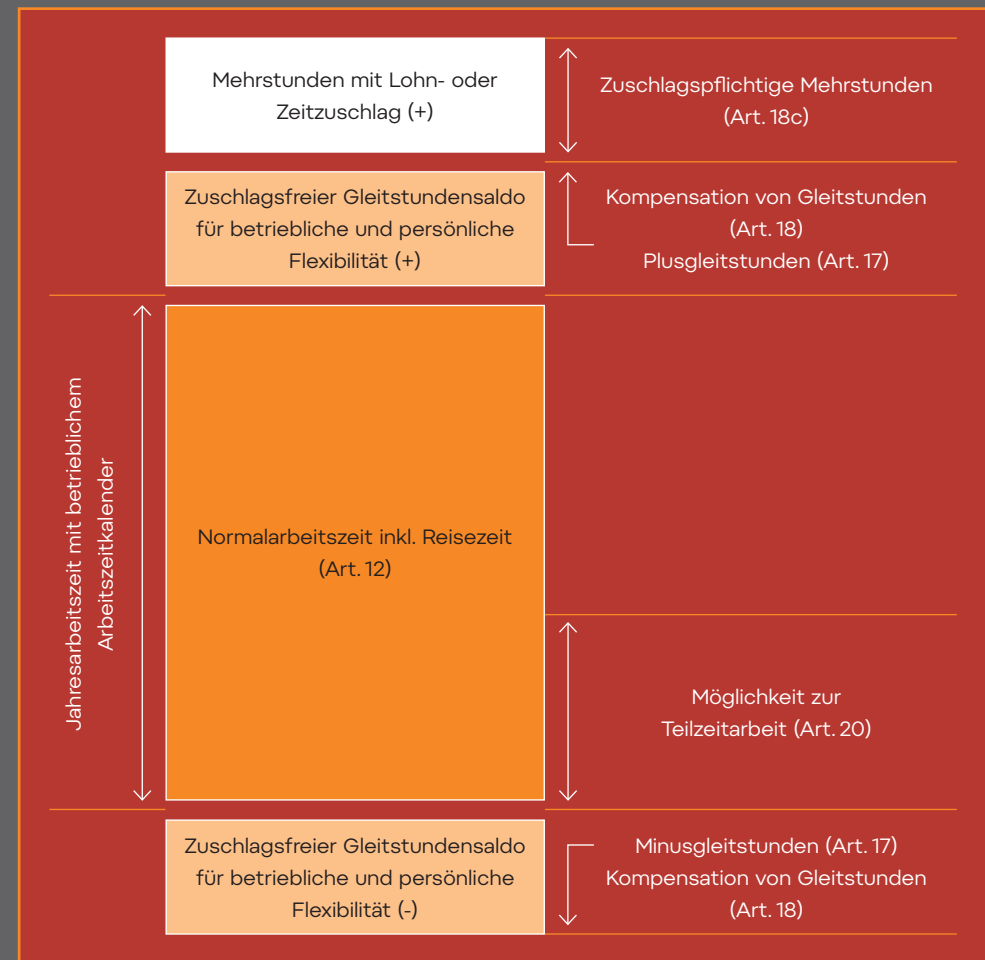 Mehrstunden mit Lohn- oder
Zeitzuschlag (+)
Zuschlagspflichtige Mehrstunden
(Art. 18c)
Zuschlagsfreier Gleitstundensaldo
für betriebliche und persönliche
Flexibilität (+)
Kompensation von Gleitstunden
(Art. 18)
Plusgleitstunden (Art. 17)
Jahresarbeitszeit mit betrieblichem
Arbeitszeitkalender
Normalarbeitszeit inkl. Reisezeit
(Art. 12)
Möglichkeit zur
Teilzeitarbeit (Art. 20)
Zuschlagsfreier Gleitstundensaldo
für betriebliche und persönliche
Flexibilität (-)
Minusgleitstunden (Art. 17)
Kompensation von Gleitstunden
(Art. 18)